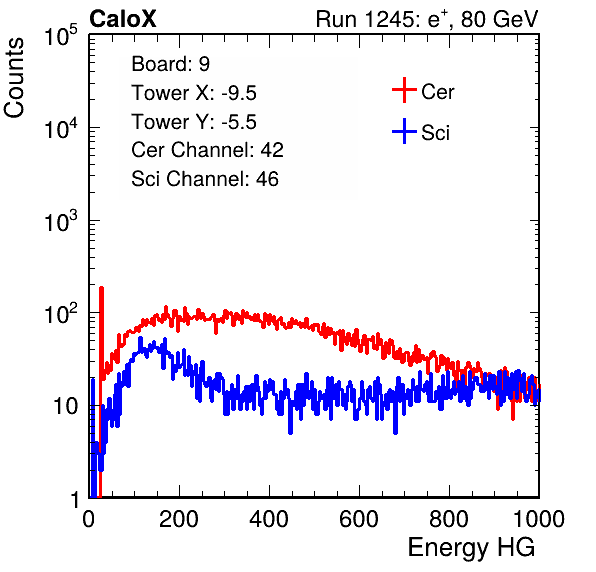 CaloX Run 1245: e⁺, 80 GeV
Counts
Board: 9
Tower X: -9.5
Tower Y: -5.5
Cer Channel: 42
Sci Channel: 46
Cer
Sci
10⁵
10⁴
10³
10²
10
1
0 200 400 600 800 1000
Energy HG